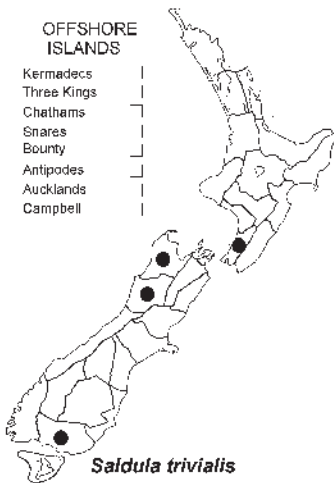 OFFSHORE
ISLANDS
Kermadecs
Three Kings
Chathams
Snares
Bounty
Antipodes
Aucklands
Campbell
Saldula trivialis